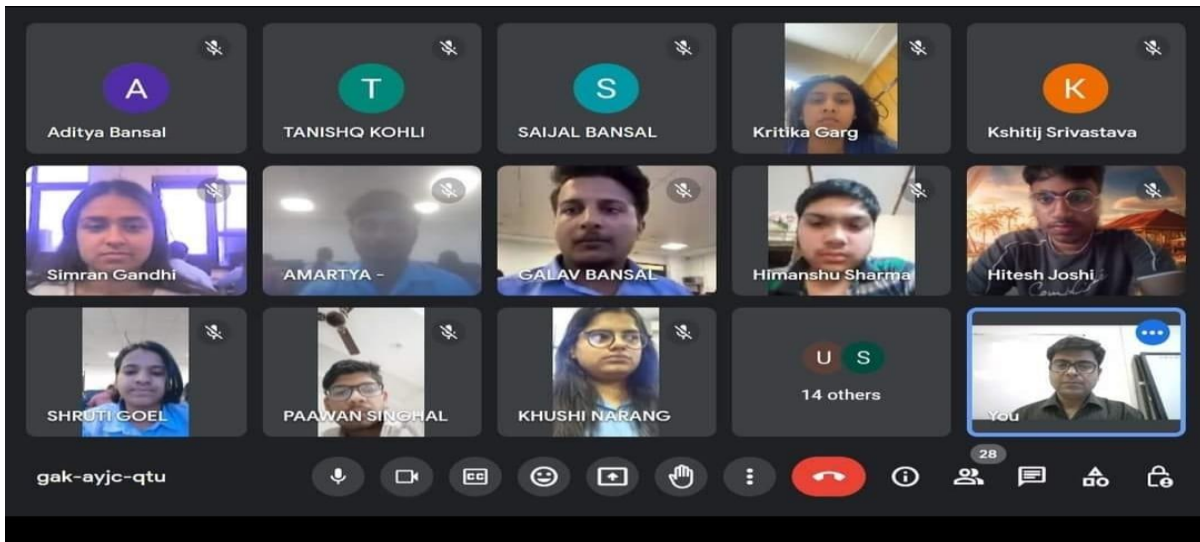 A
Aditya Bansal
T
TANISHQ KOHLI
S
SAIJAL BANSAL
Kritika Garg
K
Kshitij Srivastava
Simran Gandhi
AMARTYA -
GALAV BANSAL
Himanshu Sharma
Hitesh Joshi
SHRUTI GOEL
PAAWAN SINGHAL
KHUSHI NARANG
U S
14 others
You
gak-ayjc-qtu
CC
28